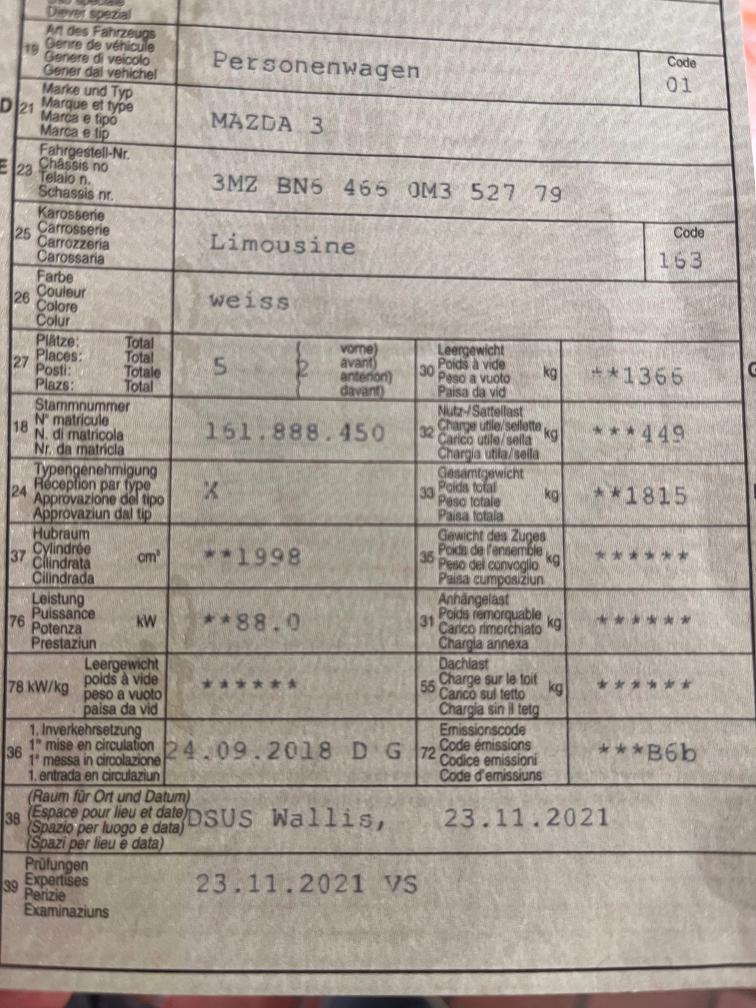 Diever spezial
19 Art des Fahrzeugs
Genre de véhicule
Genere di veicolo
Gener dal vehichel
Personenwagen
Code
01
D 21 Marke und Typ
Marque et type
Marca e tipo
Marca e tip
MAZDA 3
E 23 Fahrgestell-Nr.
Châssis no
Telaio n.
Schassis nr.
3MZ BN6 466 0M3 527 79
25 Karosserie
Carrosserie
Carrozzeria
Carossaria
Limousine
Code
163
26 Farbe
Couleur
Colore
Colur
weiss
27 Plätze: Total
Places: Total
Posti: Totale
Plazs: Total
5 2
vorne)
avant)
anteriori)
davant)
30 Leergewicht
Poids à vide
Peso a vuoto
Paisa da vid
kg
**1366
18 Stammnummer
N° matricule
N. di matricola
Nr. da matricla
161.888.450
32 Nutz-/Sattellast
Charge utile/sellette
Carico utile/sella
Chargia utila/sella
kg
***449
24 Typengenehmigung
Réception par type
Approvazione del tipo
Approvaziun dal tip
X
33 Gesamtgewicht
Poids total
Peso totale
Paisa totala
kg
**1815
37 Hubraum
Cylindrée
Cilindrata
Cilindrada
cm³
**1998
35 Gewicht des Zuges
Poids de l'ensemble
Peso del convoglio
Paisa cumposiziun
kg
******
76 Leistung
Puissance
Potenza
Prestaziun
kW
**88.0
31 Anhängelast
Poids remorquable
Carico rimorchiato
Chargia annexa
kg
******
78 kW/kg
Leergewicht
poids à vide
peso a vuoto
paisa da vid
******
55 Dachlast
Charge sur le toit
Carico sul tetto
Chargia sin il tetg
kg
******
36 1. Inverkehrsetzung
1re mise en circulation
1a messa in circolazione
1. entrada en circulaziun
24.09.2018 D G
72 Emissionscode
Code émissions
Codice emissioni
Code d'emissiuns
***B6b
38 (Raum für Ort und Datum)
(Espace pour lieu et date)
(Spazio per luogo e data)
(Spazi per lieu e data)
DSUS Wallis, 23.11.2021
39 Prüfungen
Expertises
Perizie
Examinaziuns
23.11.2021 VS